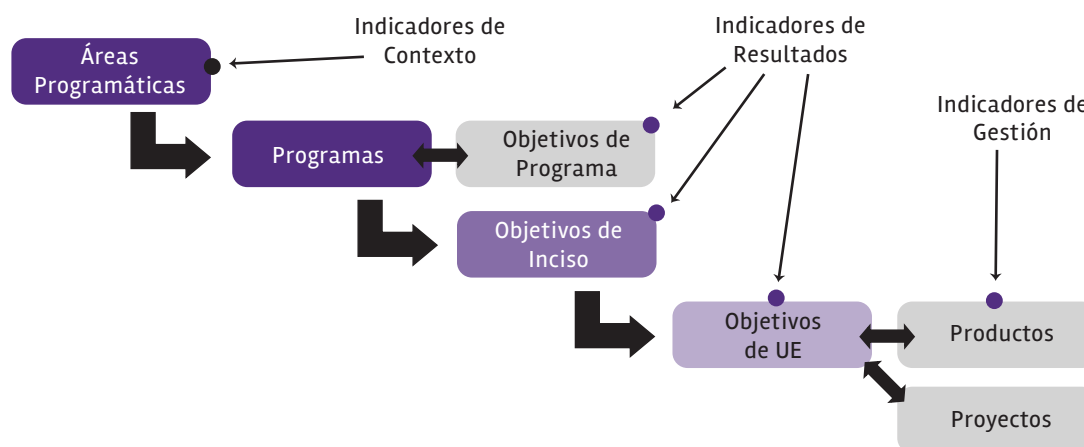 Indicadores de
Contexto
Indicadores de
Resultados
Áreas
Programáticas
Indicadores de
Gestión
Programas
Objetivos de
Programa
Objetivos de
Inciso
Objetivos
de UE
Productos
Proyectos